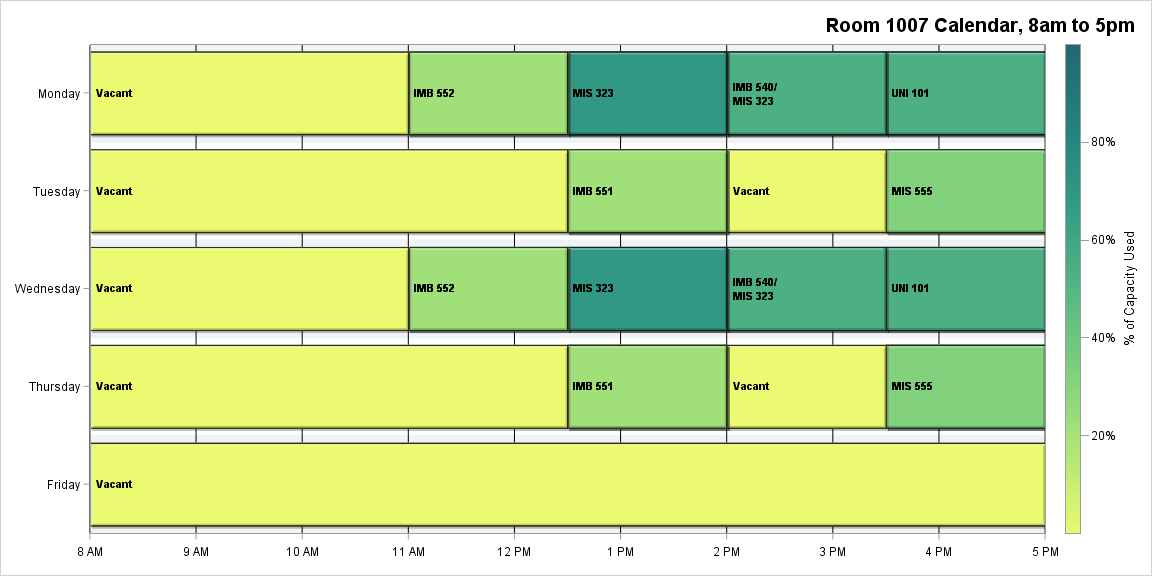 Room 1007 Calendar, 8am to 5pm
Monday
Vacant
IMB 552
MIS 323
IMB 540/
MIS 323
UNI 101
Tuesday
Vacant
IMB 551
Vacant
MIS 555
Wednesday
Vacant
IMB 552
MIS 323
IMB 540/
MIS 323
UNI 101
Thursday
Vacant
IMB 551
Vacant
MIS 555
Friday
Vacant
8 AM
9 AM
10 AM
11 AM
12 PM
1 PM
2 PM
3 PM
4 PM
5 PM
80%
60%
40%
20%
% of Capacity Used